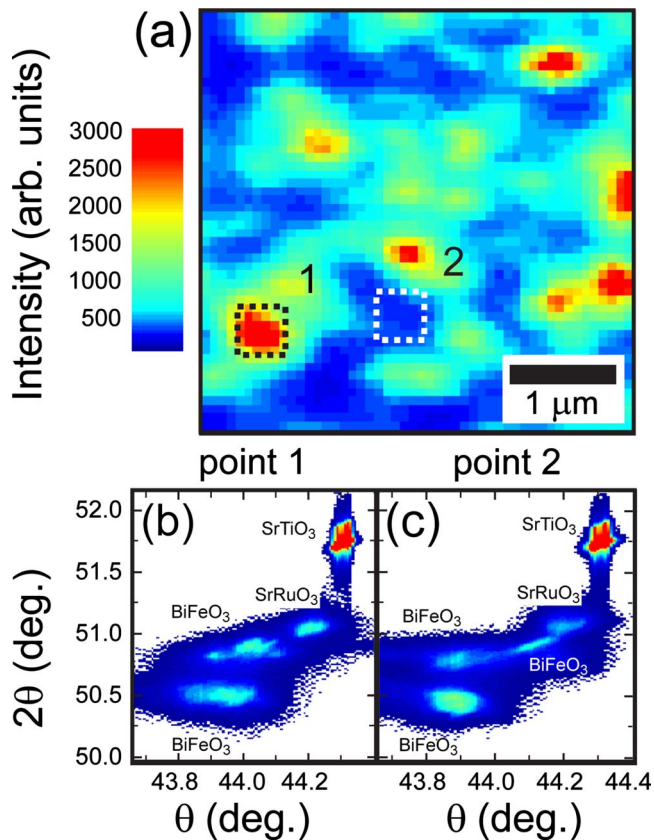 (a)
Intensity (arb. units)
3000
2500
2000
1500
1000
500
1
2
1 μm
point 1
point 2
(b)
(c)
SrTiO₃
SrTiO₃
SrRuO₃
BiFeO₃
BiFeO₃
BiFeO₃
BiFeO₃
BiFeO₃
2θ (deg.)
52.0
51.5
51.0
50.5
50.0
43.8 44.0 44.2
43.8 44.0 44.2 44.4
θ (deg.)
θ (deg.)